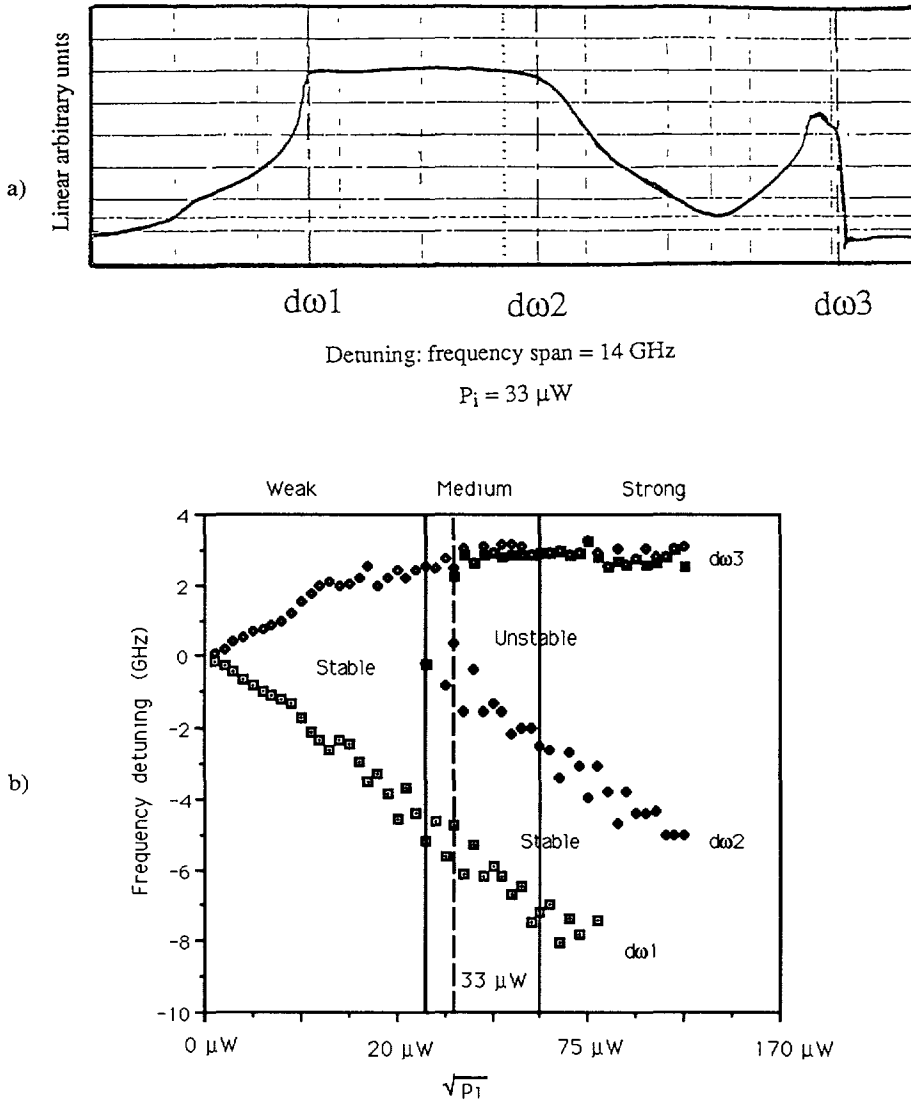 a)
Linear arbitrary units
dω1 dω2 dω3
Detuning: frequency span = 14 GHz
Pi = 33 μW
b)
Weak Medium Strong
Frequency detuning (GHz)
4
2
0
-2
-4
-6
-8
-10
dω3
Unstable
Stable
Stable
dω2
dω1
33 μW
0 μW 20 μW 75 μW 170 μW
√P1